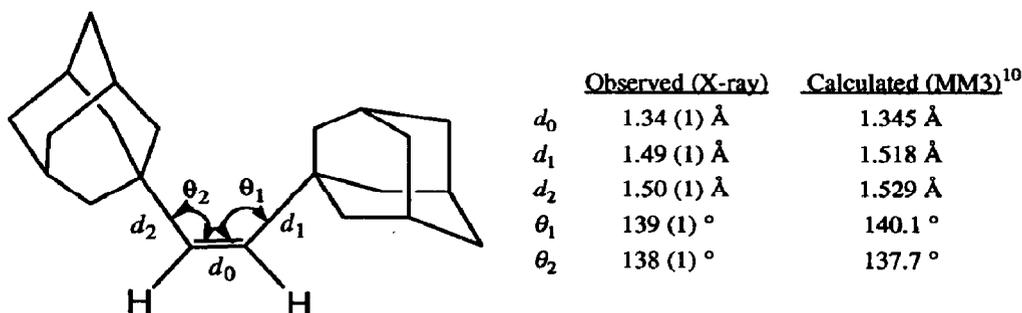 Observed (X-ray) Calculated (MM3)10
d0 1.34 (1) Å 1.345 Å
d1 1.49 (1) Å 1.518 Å
d2 1.50 (1) Å 1.529 Å
θ1 139 (1) ° 140.1 °
θ2 138 (1) ° 137.7 °
θ2 θ1
d2 d1
d0
H H